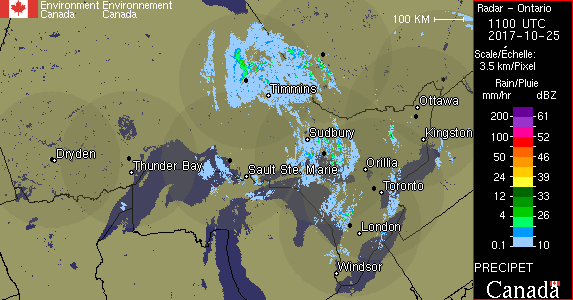 Environment Environnement
Canada Canada
100 KM
Timmins
Ottawa
Sudbury
Kingston
Dryden
Thunder Bay
Sault Ste. Marie
Orillia
Toronto
London
Windsor
Radar - Ontario
1100 UTC
2017-10-25
Scale/Échelle:
3.5 km/Pixel
Rain/Pluie
mm/hr dBZ
200 61
100 52
50 46
24 39
12 33
4 26
2 20
0.1 10
PRECIPET
Canada